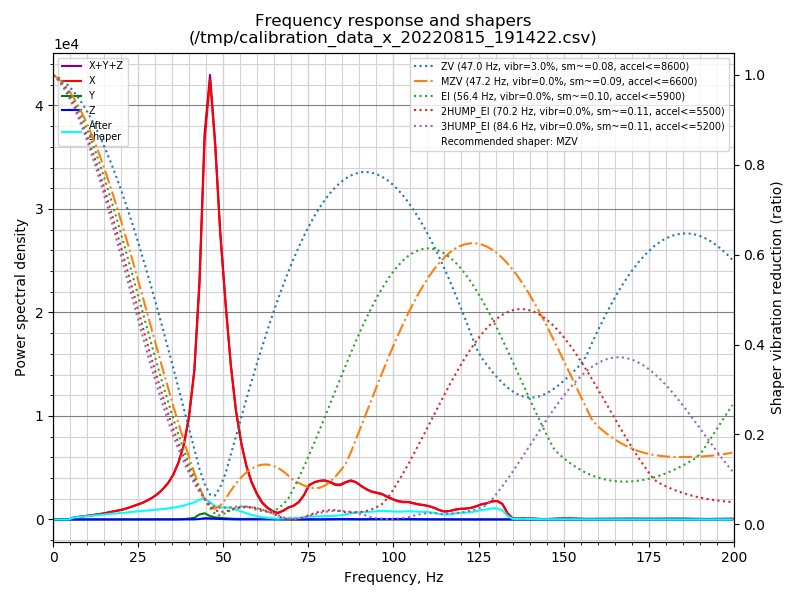 Frequency response and shapers
(/tmp/calibration_data_x_20220815_191422.csv)
1e4
X+Y+Z
X
Y
Z
After
shaper
ZV (47.0 Hz, vibr=3.0%, sm~=0.08, accel<=8600)
MZV (47.2 Hz, vibr=0.0%, sm~=0.09, accel<=6600)
EI (56.4 Hz, vibr=0.0%, sm~=0.10, accel<=5900)
2HUMP_EI (70.2 Hz, vibr=0.0%, sm~=0.11, accel<=5500)
3HUMP_EI (84.6 Hz, vibr=0.0%, sm~=0.11, accel<=5200)
Recommended shaper: MZV
4
3
2
1
0
Power spectral density
1.0
0.8
0.6
0.4
0.2
0.0
Shaper vibration reduction (ratio)
0 25 50 75 100 125 150 175 200
Frequency, Hz